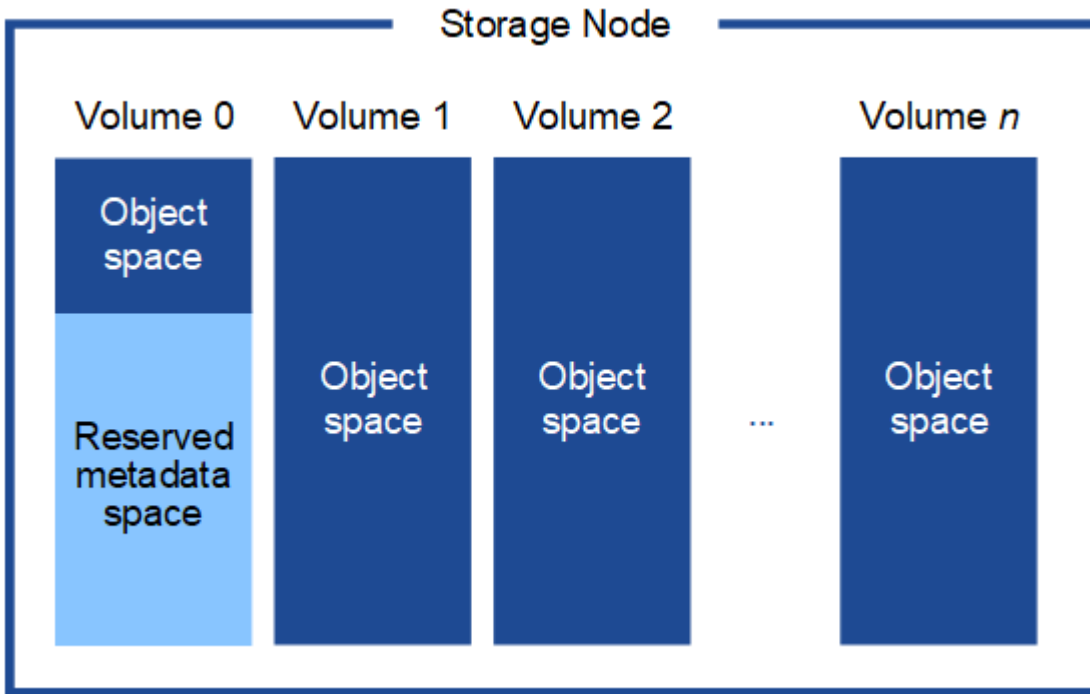 Storage Node
Volume 0
Volume 1
Volume 2
Volume n
Object
space
Reserved
metadata
space
Object
space
Object
space
...
Object
space